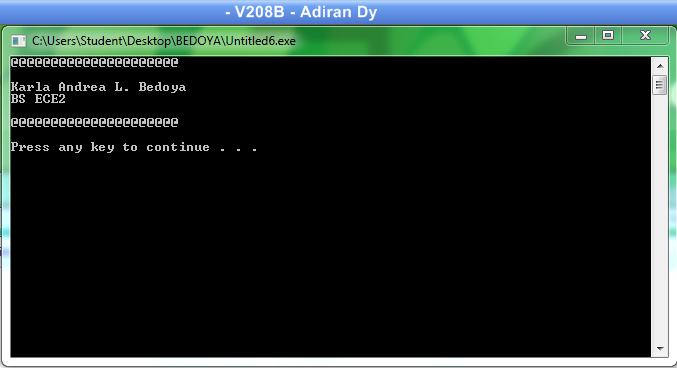 - V208B - Adiran Dy
C:\Users\Student\Desktop\BEDOYA\Untitled6.exe
@@@@@@@@@@@@@@@@@@@@@
Karla Andrea L. Bedoya
BS ECE2
@@@@@@@@@@@@@@@@@@@@@
Press any key to continue . . .